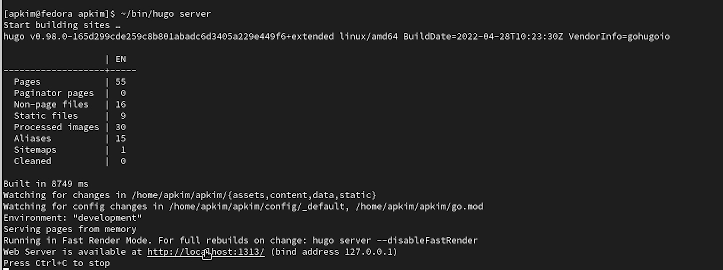 [apkim@fedora apkim]$ ~/bin/hugo server
Start building sites …
hugo v0.98.0-165d299cde259c8b801abadc6d3405a229e449f6+extended linux/amd64 BuildDate=2022-04-28T10:23:30Z VendorInfo=gohugoio
                   | EN
-------------------+-----
  Pages            | 55
  Paginator pages  |  0
  Non-page files   | 16
  Static files     |  9
  Processed images | 30
  Aliases          | 15
  Sitemaps         |  1
  Cleaned          |  0
Built in 8749 ms
Watching for changes in /home/apkim/apkim/{assets,content,data,static}
Watching for config changes in /home/apkim/apkim/config/_default, /home/apkim/apkim/go.mod
Environment: "development"
Serving pages from memory
Running in Fast Render Mode. For full rebuilds on change: hugo server --disableFastRender
Web Server is available at http://localhost:1313/ (bind address 127.0.0.1)
Press Ctrl+C to stop